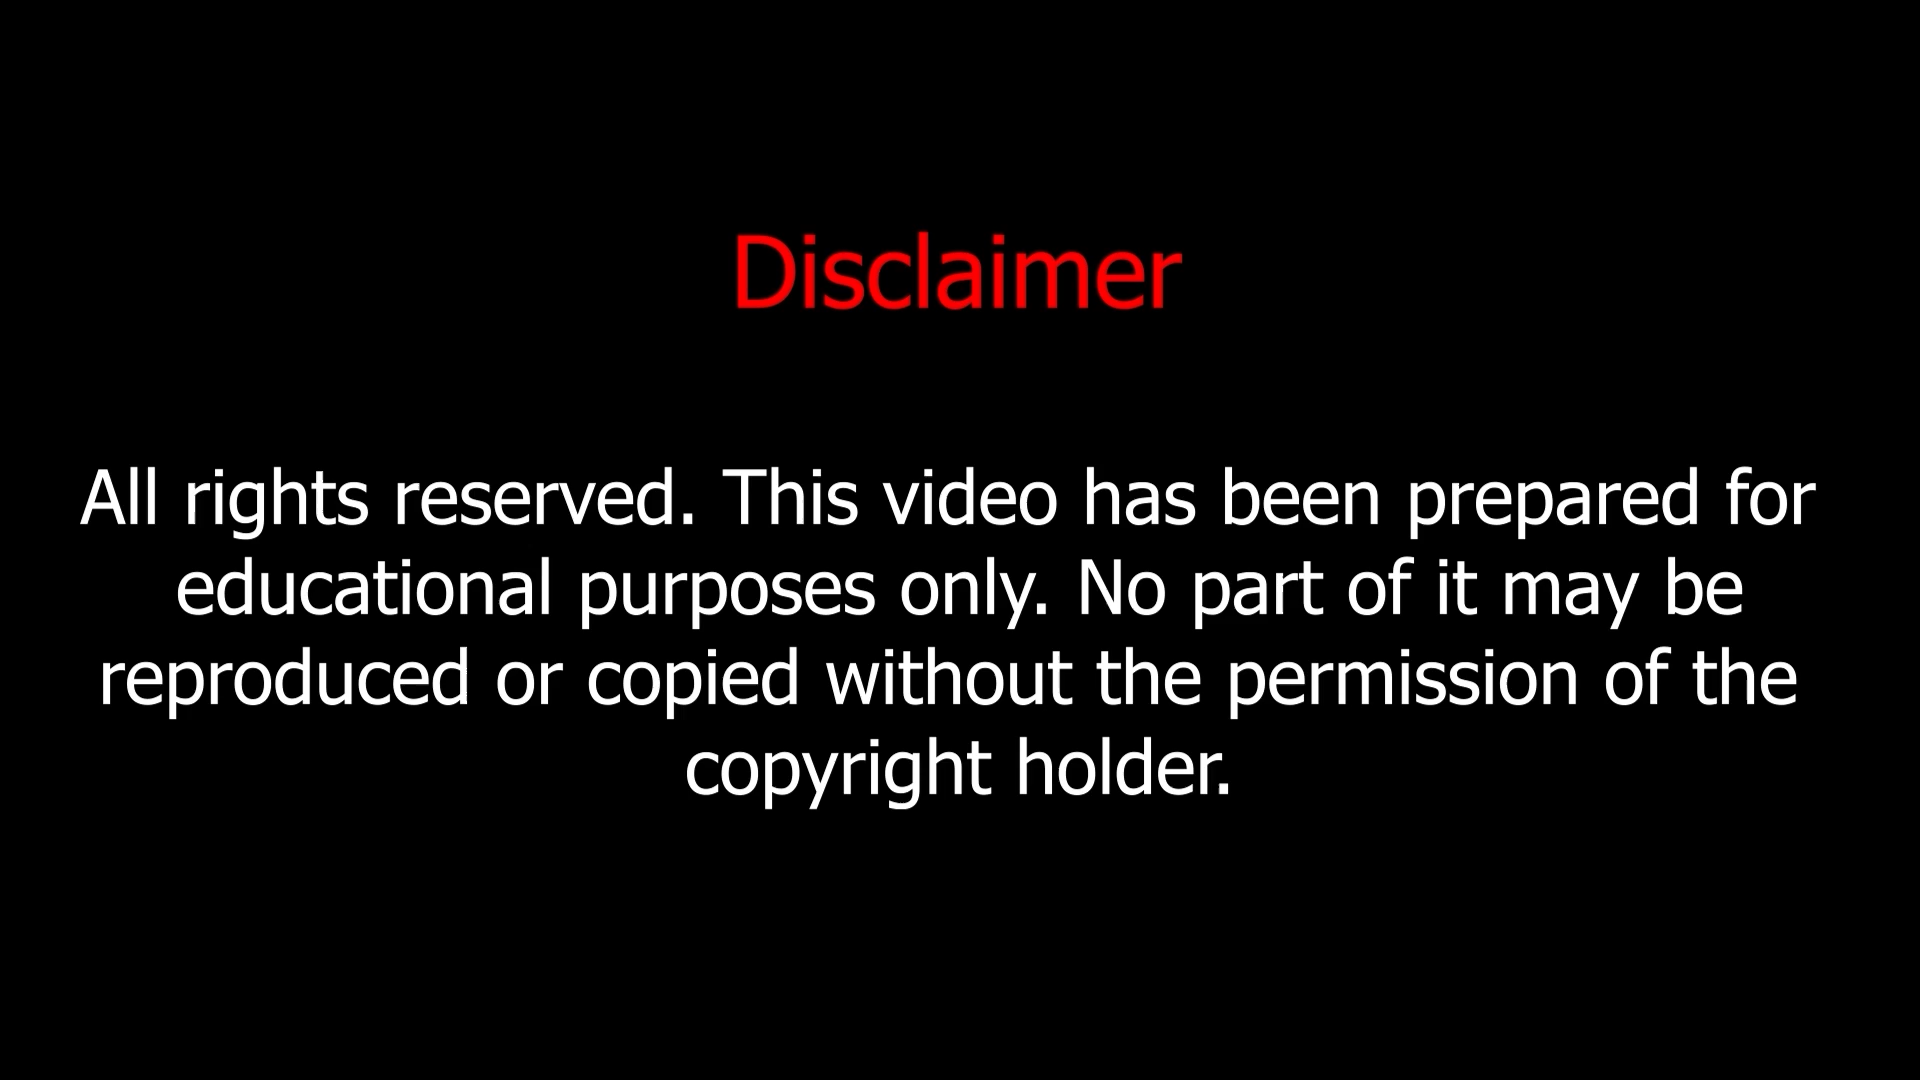 Disclaimer
All rights reserved. This video has been prepared for
educational purposes only. No part of it may be
reproduced or copied without the permission of the
copyright holder.